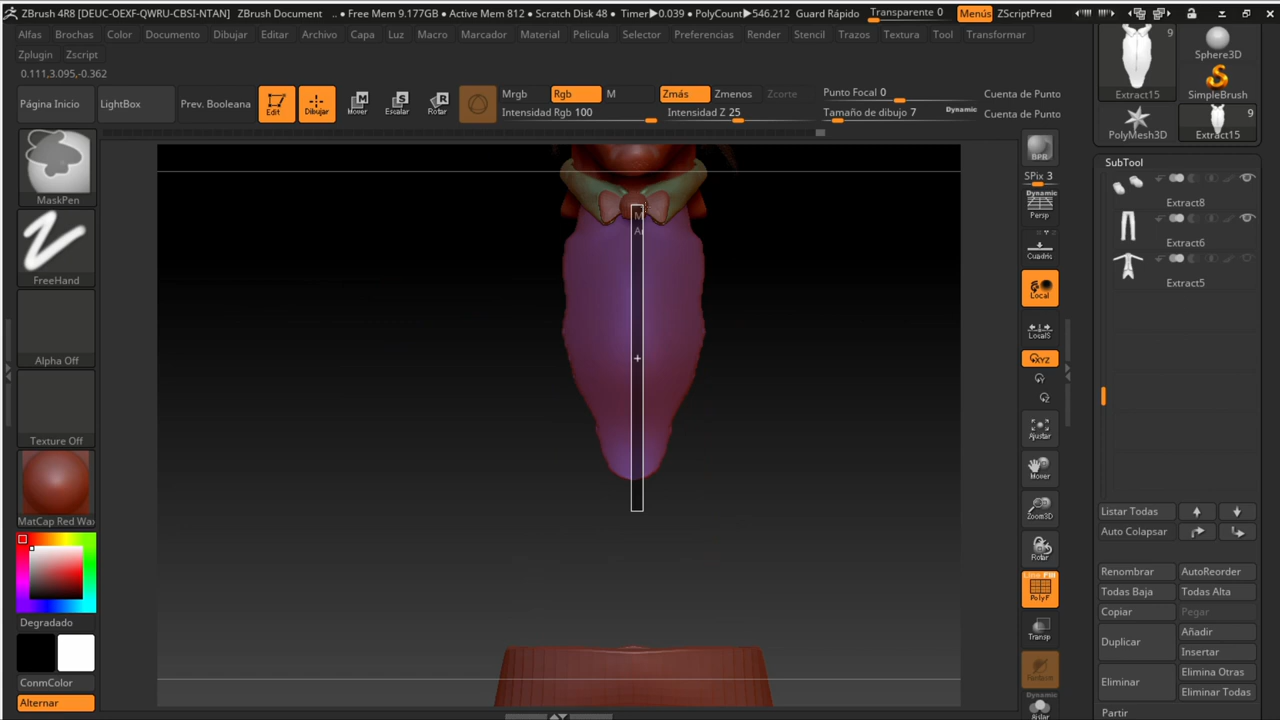 ZBrush 4R8 [DEUC-OEXF-QWRU-CBSI-NTAN] ZBrush Document .. • Free Mem 9.177GB • Active Mem 812 • Scratch Disk 48 • Timer▶0.039 • PolyCount▶546.212 Guard Rápido Transparente 0 Menús ZScriptPred
Alfas Brochas Color Documento Dibujar Editar Archivo Capa Luz Macro Marcador Material Pelicula Selector Preferencias Render Stencil Trazos Textura Tool Transformar
Zplugin Zscript
0.111,3.095,-0.362
Página Inicio LightBox Prev. Booleana Edit Dibujar Mover Escalar Rotar
Mrgb Rgb M Zmás Zmenos Zcorte Punto Focal 0 Cuenta de Punto
Intensidad Rgb 100 Intensidad Z 25 Tamaño de dibujo 7 Dynamic Cuenta de Punto
MaskPen
FreeHand
Alpha Off
Texture Off
MatCap Red Wax
Degradado
ConmColor
Alternar
M
BPR
SPix 3
Dynamic
Persp
Cuadríc
Local
LocalS
XYZ
Y
Z
Ajustar
Mover
Zoom3D
Rotar
PolyF
Transp
Dynamic
Aislar
9 Sphere3D
Extract15 SimpleBrush
9
PolyMesh3D Extract15
SubTool
Extract8
Extract6
Extract5
Listar Todas
Auto Colapsar
Renombrar AutoReorder
Todas Baja Todas Alta
Copiar Pegar
Duplicar Añadir
Insertar
Eliminar Elimina Otras
Eliminar Todas
Partir